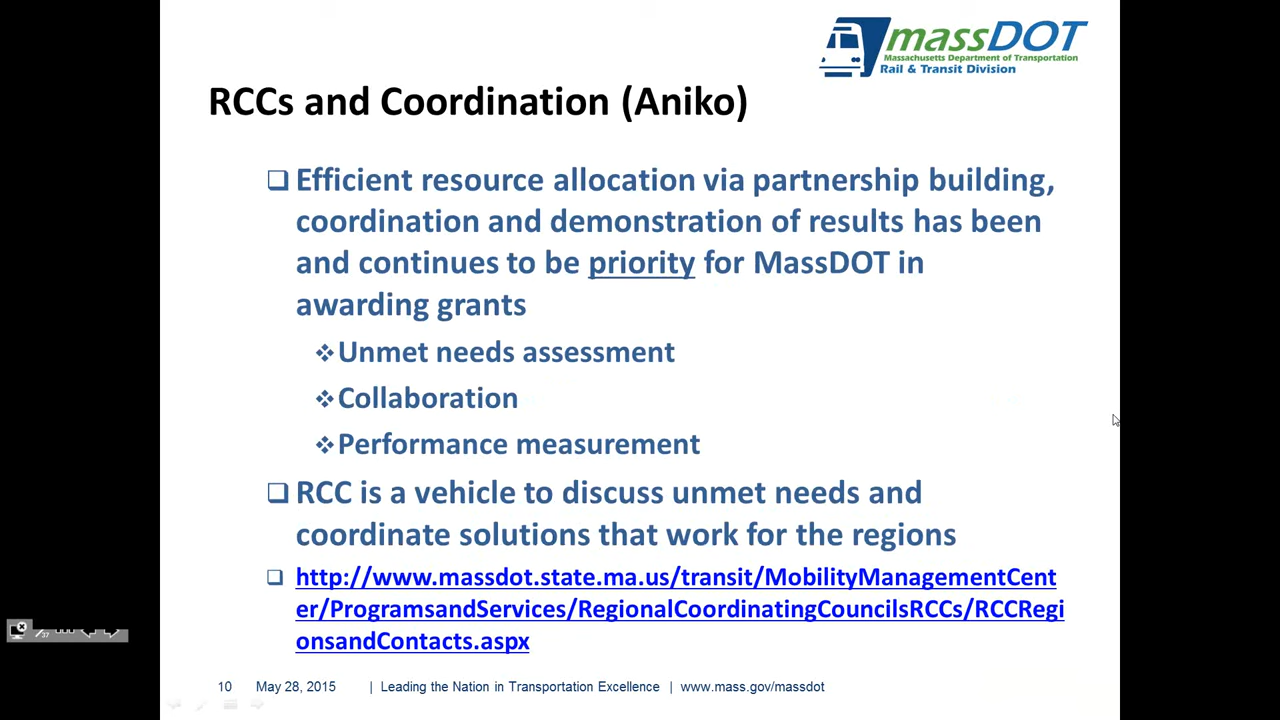 massDOT
Massachusetts Department of Transportation
Rail & Transit Division
RCCs and Coordination (Aniko)
Efficient resource allocation via partnership building,
coordination and demonstration of results has been
and continues to be priority for MassDOT in
awarding grants
Unmet needs assessment
Collaboration
Performance measurement
RCC is a vehicle to discuss unmet needs and
coordinate solutions that work for the regions
http://www.massdot.state.ma.us/transit/MobilityManagementCent
er/ProgramsandServices/RegionalCoordinatingCouncilsRCCs/RCCRegi
onsandContacts.aspx
10 May 28, 2015 | Leading the Nation in Transportation Excellence | www.mass.gov/massdot